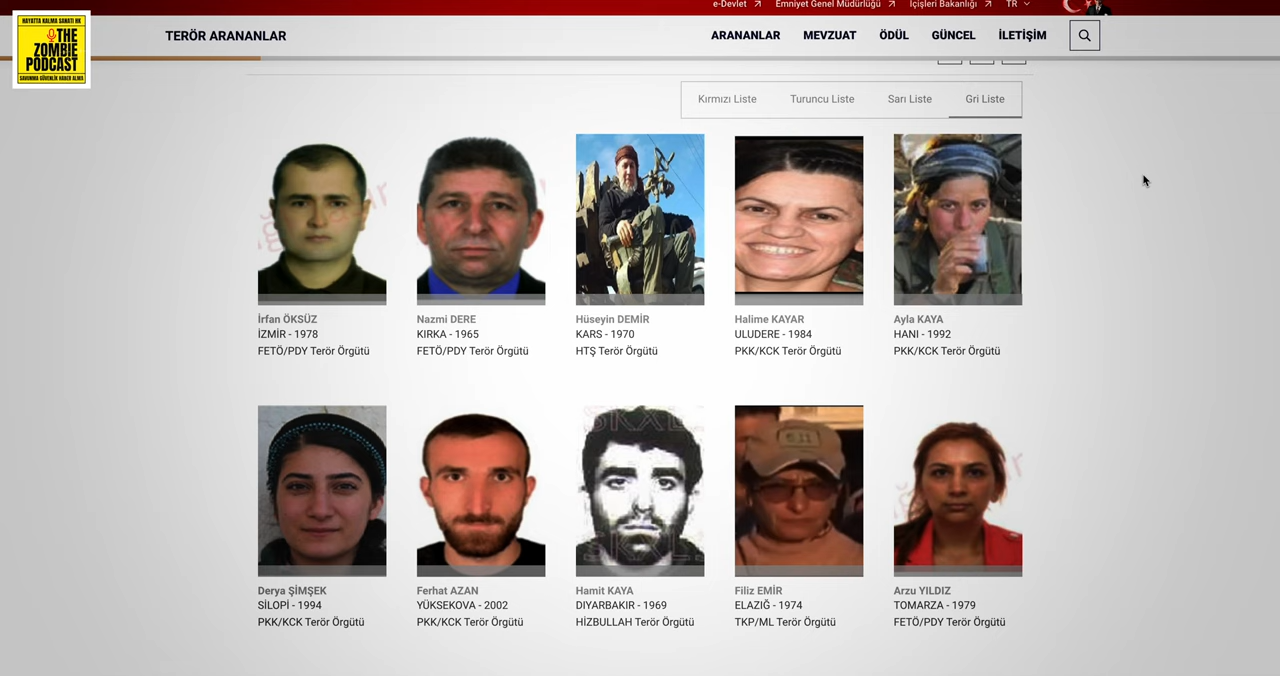 e-Devlet
Emniyet Genel Müdürlüğü
İçişleri Bakanlığı
TR
HAYATTA KALMA SANATI HK
THE
ZOMBIE
PODCAST
SAVUNMA GÜVENLİK HABER ALMIS
TERÖR ARANANLAR
ARANANLAR
MEVZUAT
ÖDÜL
GÜNCEL
İLETİŞİM
Kırmızı Liste
Turuncu Liste
Sarı Liste
Gri Liste
İrfan ÖKSÜZ
İZMİR - 1978
FETÖ/PDY Terör Örgütü
Nazmi DERE
KIRKA - 1965
FETÖ/PDY Terör Örgütü
Hüseyin DEMİR
KARS - 1970
HTŞ Terör Örgütü
Halime KAYAR
ULUDERE - 1984
PKK/KCK Terör Örgütü
Ayla KAYA
HANI - 1992
PKK/KCK Terör Örgütü
Derya ŞİMŞEK
SİLOPİ - 1994
PKK/KCK Terör Örgütü
Ferhat AZAN
YÜKSEKOVA - 2002
PKK/KCK Terör Örgütü
Hamit KAYA
DIYARBAKIR - 1969
HİZBULLAH Terör Örgütü
Filiz EMİR
ELAZIĞ - 1974
TKP/ML Terör Örgütü
Arzu YILDIZ
TOMARZA - 1979
FETÖ/PDY Terör Örgütü